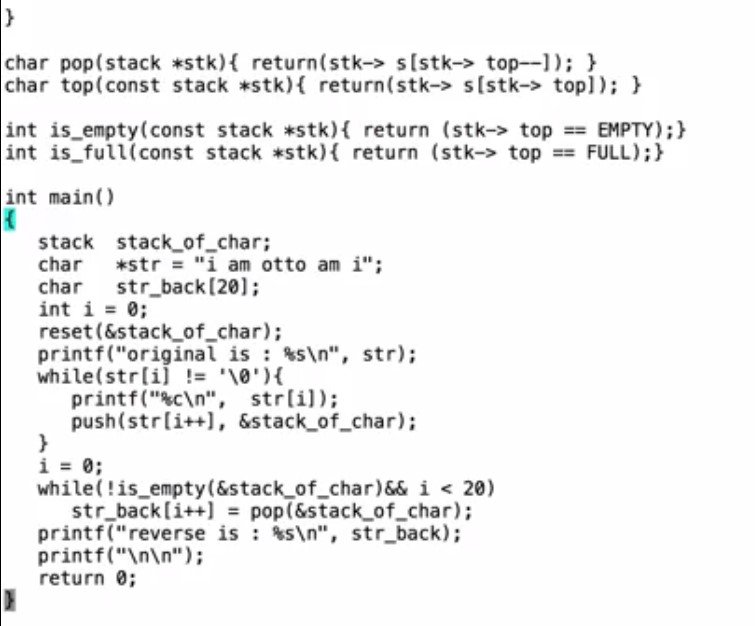 }
char pop(stack *stk){ return(stk-> s[stk-> top--]); }
char top(const stack *stk){ return(stk-> s[stk-> top]); }
int is_empty(const stack *stk){ return (stk-> top == EMPTY);}
int is_full(const stack *stk){ return (stk-> top == FULL);}
int main()
{
   stack  stack_of_char;
   char   *str = "i am otto am i";
   char   str_back[20];
   int i = 0;
   reset(&stack_of_char);
   printf("original is : %s\n", str);
   while(str[i] != '\0'){
      printf("%c\n",  str[i]);
      push(str[i++], &stack_of_char);
   }
   i = 0;
   while(!is_empty(&stack_of_char)&& i < 20)
      str_back[i++] = pop(&stack_of_char);
   printf("reverse is : %s\n", str_back);
   printf("\n\n");
   return 0;
}